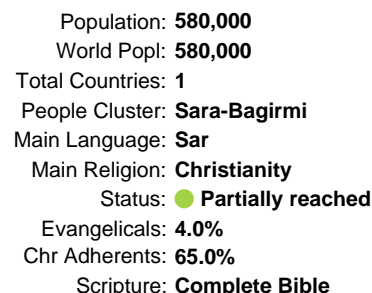 Population: 580,000
World Popl: 580,000
Total Countries: 1
People Cluster: Sara-Bagirmi
Main Language: Sar
Main Religion: Christianity
Status: Partially reached
Evangelicals: 4.0%
Chr Adherents: 65.0%
Scripture: Complete Bible